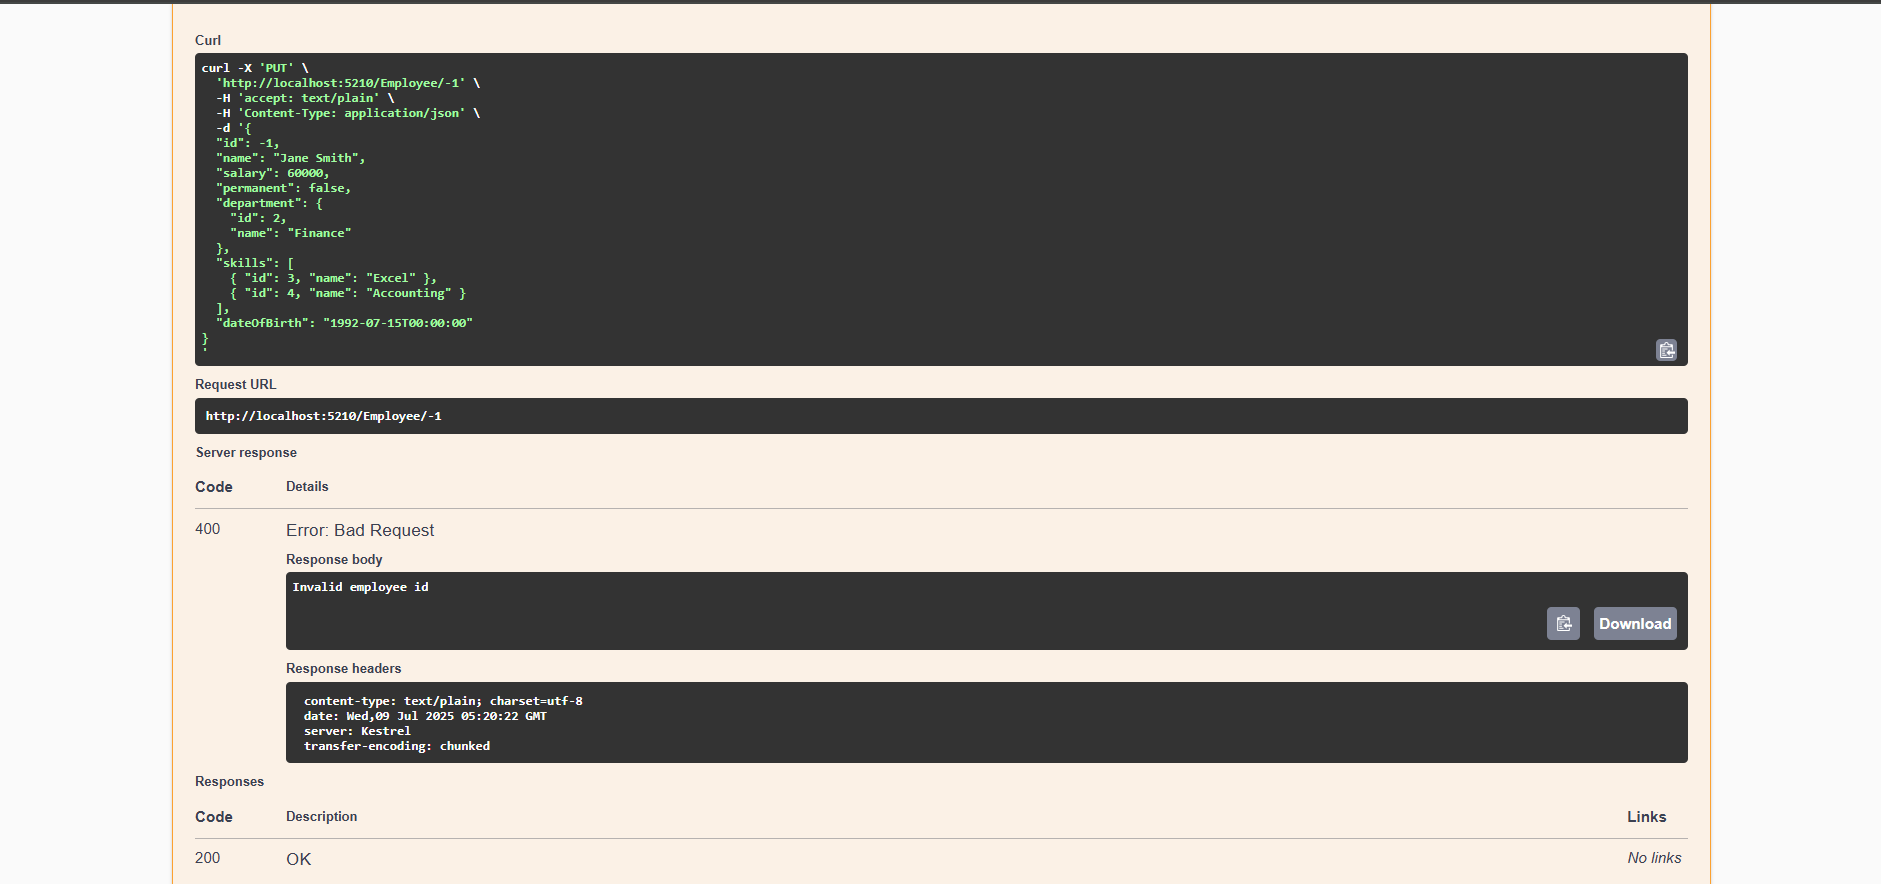 Curl
curl -X 'PUT' \
  'http://localhost:5210/Employee/-1' \
  -H 'accept: text/plain' \
  -H 'Content-Type: application/json' \
  -d '{
  "id": -1,
  "name": "Jane Smith",
  "salary": 60000,
  "permanent": false,
  "department": {
    "id": 2,
    "name": "Finance"
  },
  "skills": [
    { "id": 3, "name": "Excel" },
    { "id": 4, "name": "Accounting" }
  ],
  "dateOfBirth": "1992-07-15T00:00:00"
}
'
Request URL
http://localhost:5210/Employee/-1
Server response
Code Details
400 Error: Bad Request
Response body
Invalid employee id
Download
Response headers
content-type: text/plain; charset=utf-8
date: Wed,09 Jul 2025 05:20:22 GMT
server: Kestrel
transfer-encoding: chunked
Responses
Code Description Links
200 OK No links